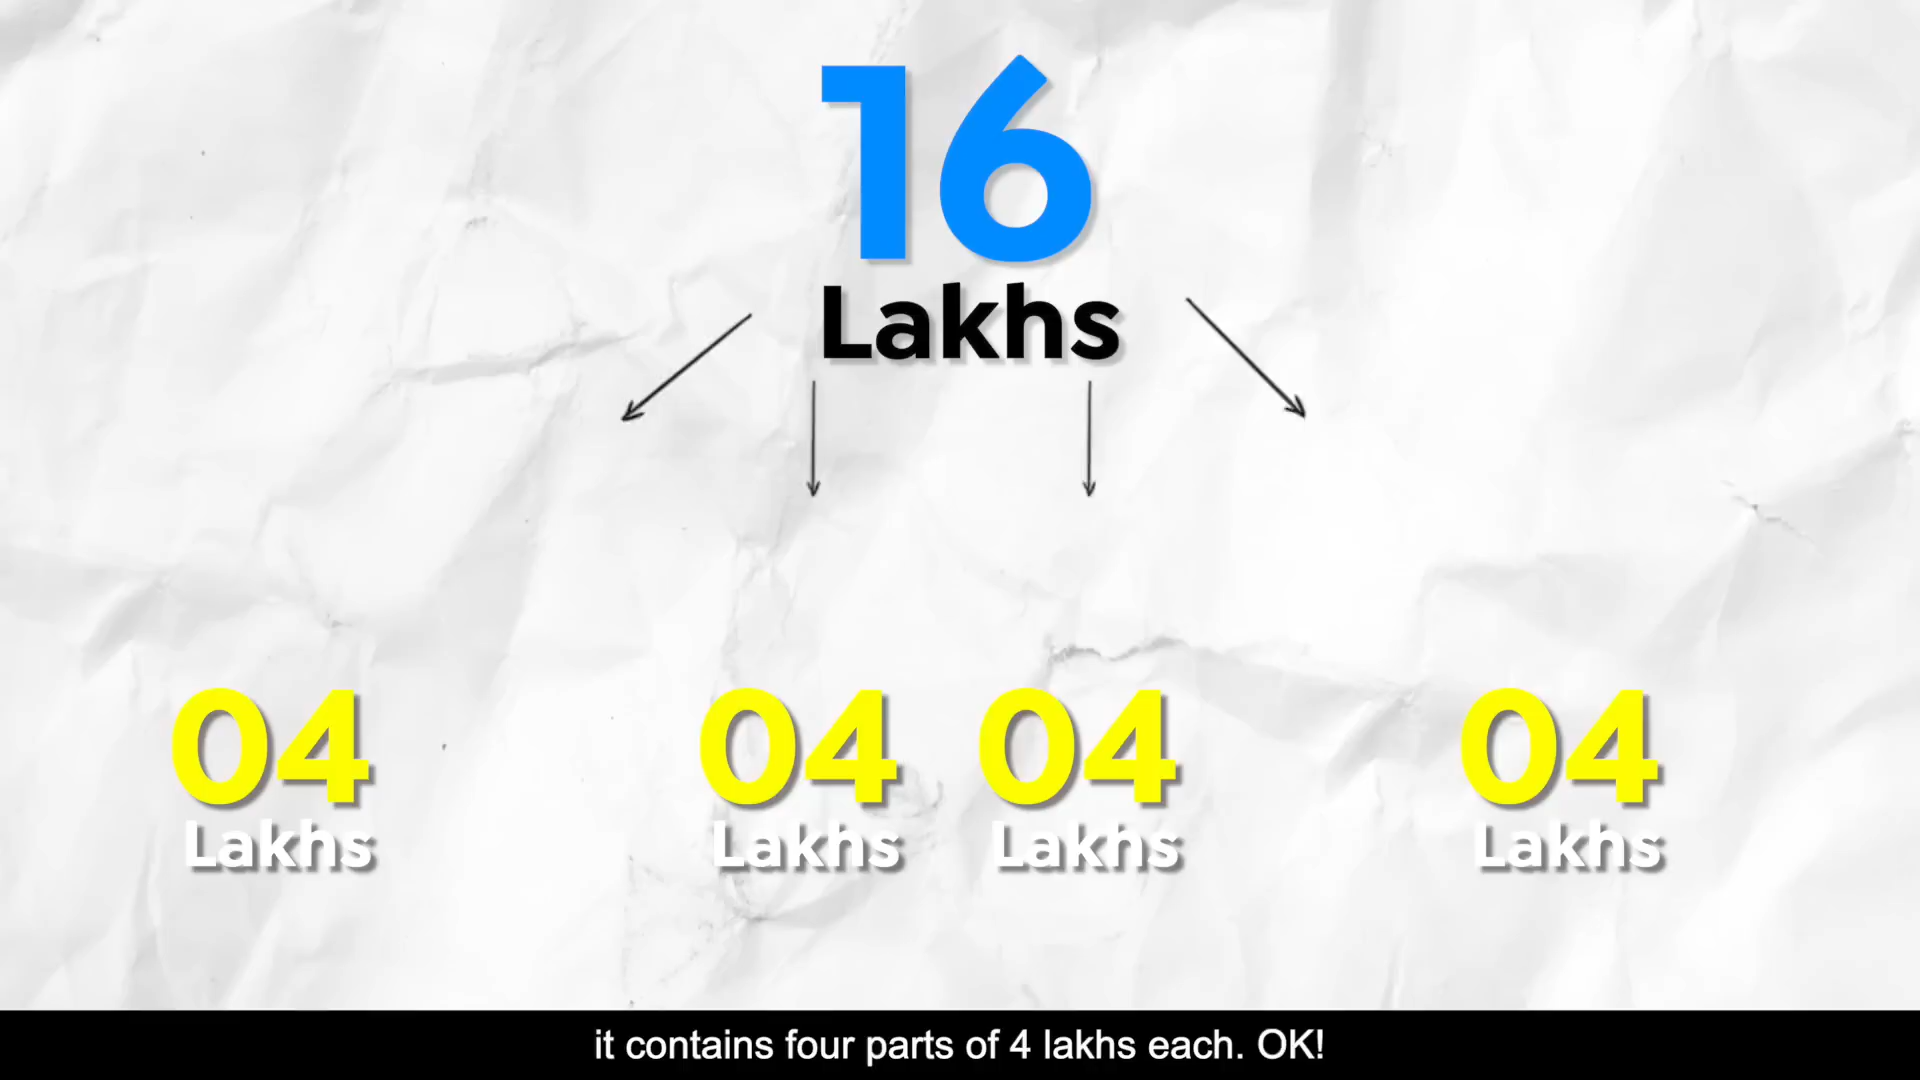 16
Lakhs
04 04 04 04
Lakhs Lakhs Lakhs Lakhs
it contains four parts of 4 lakhs each. OK!